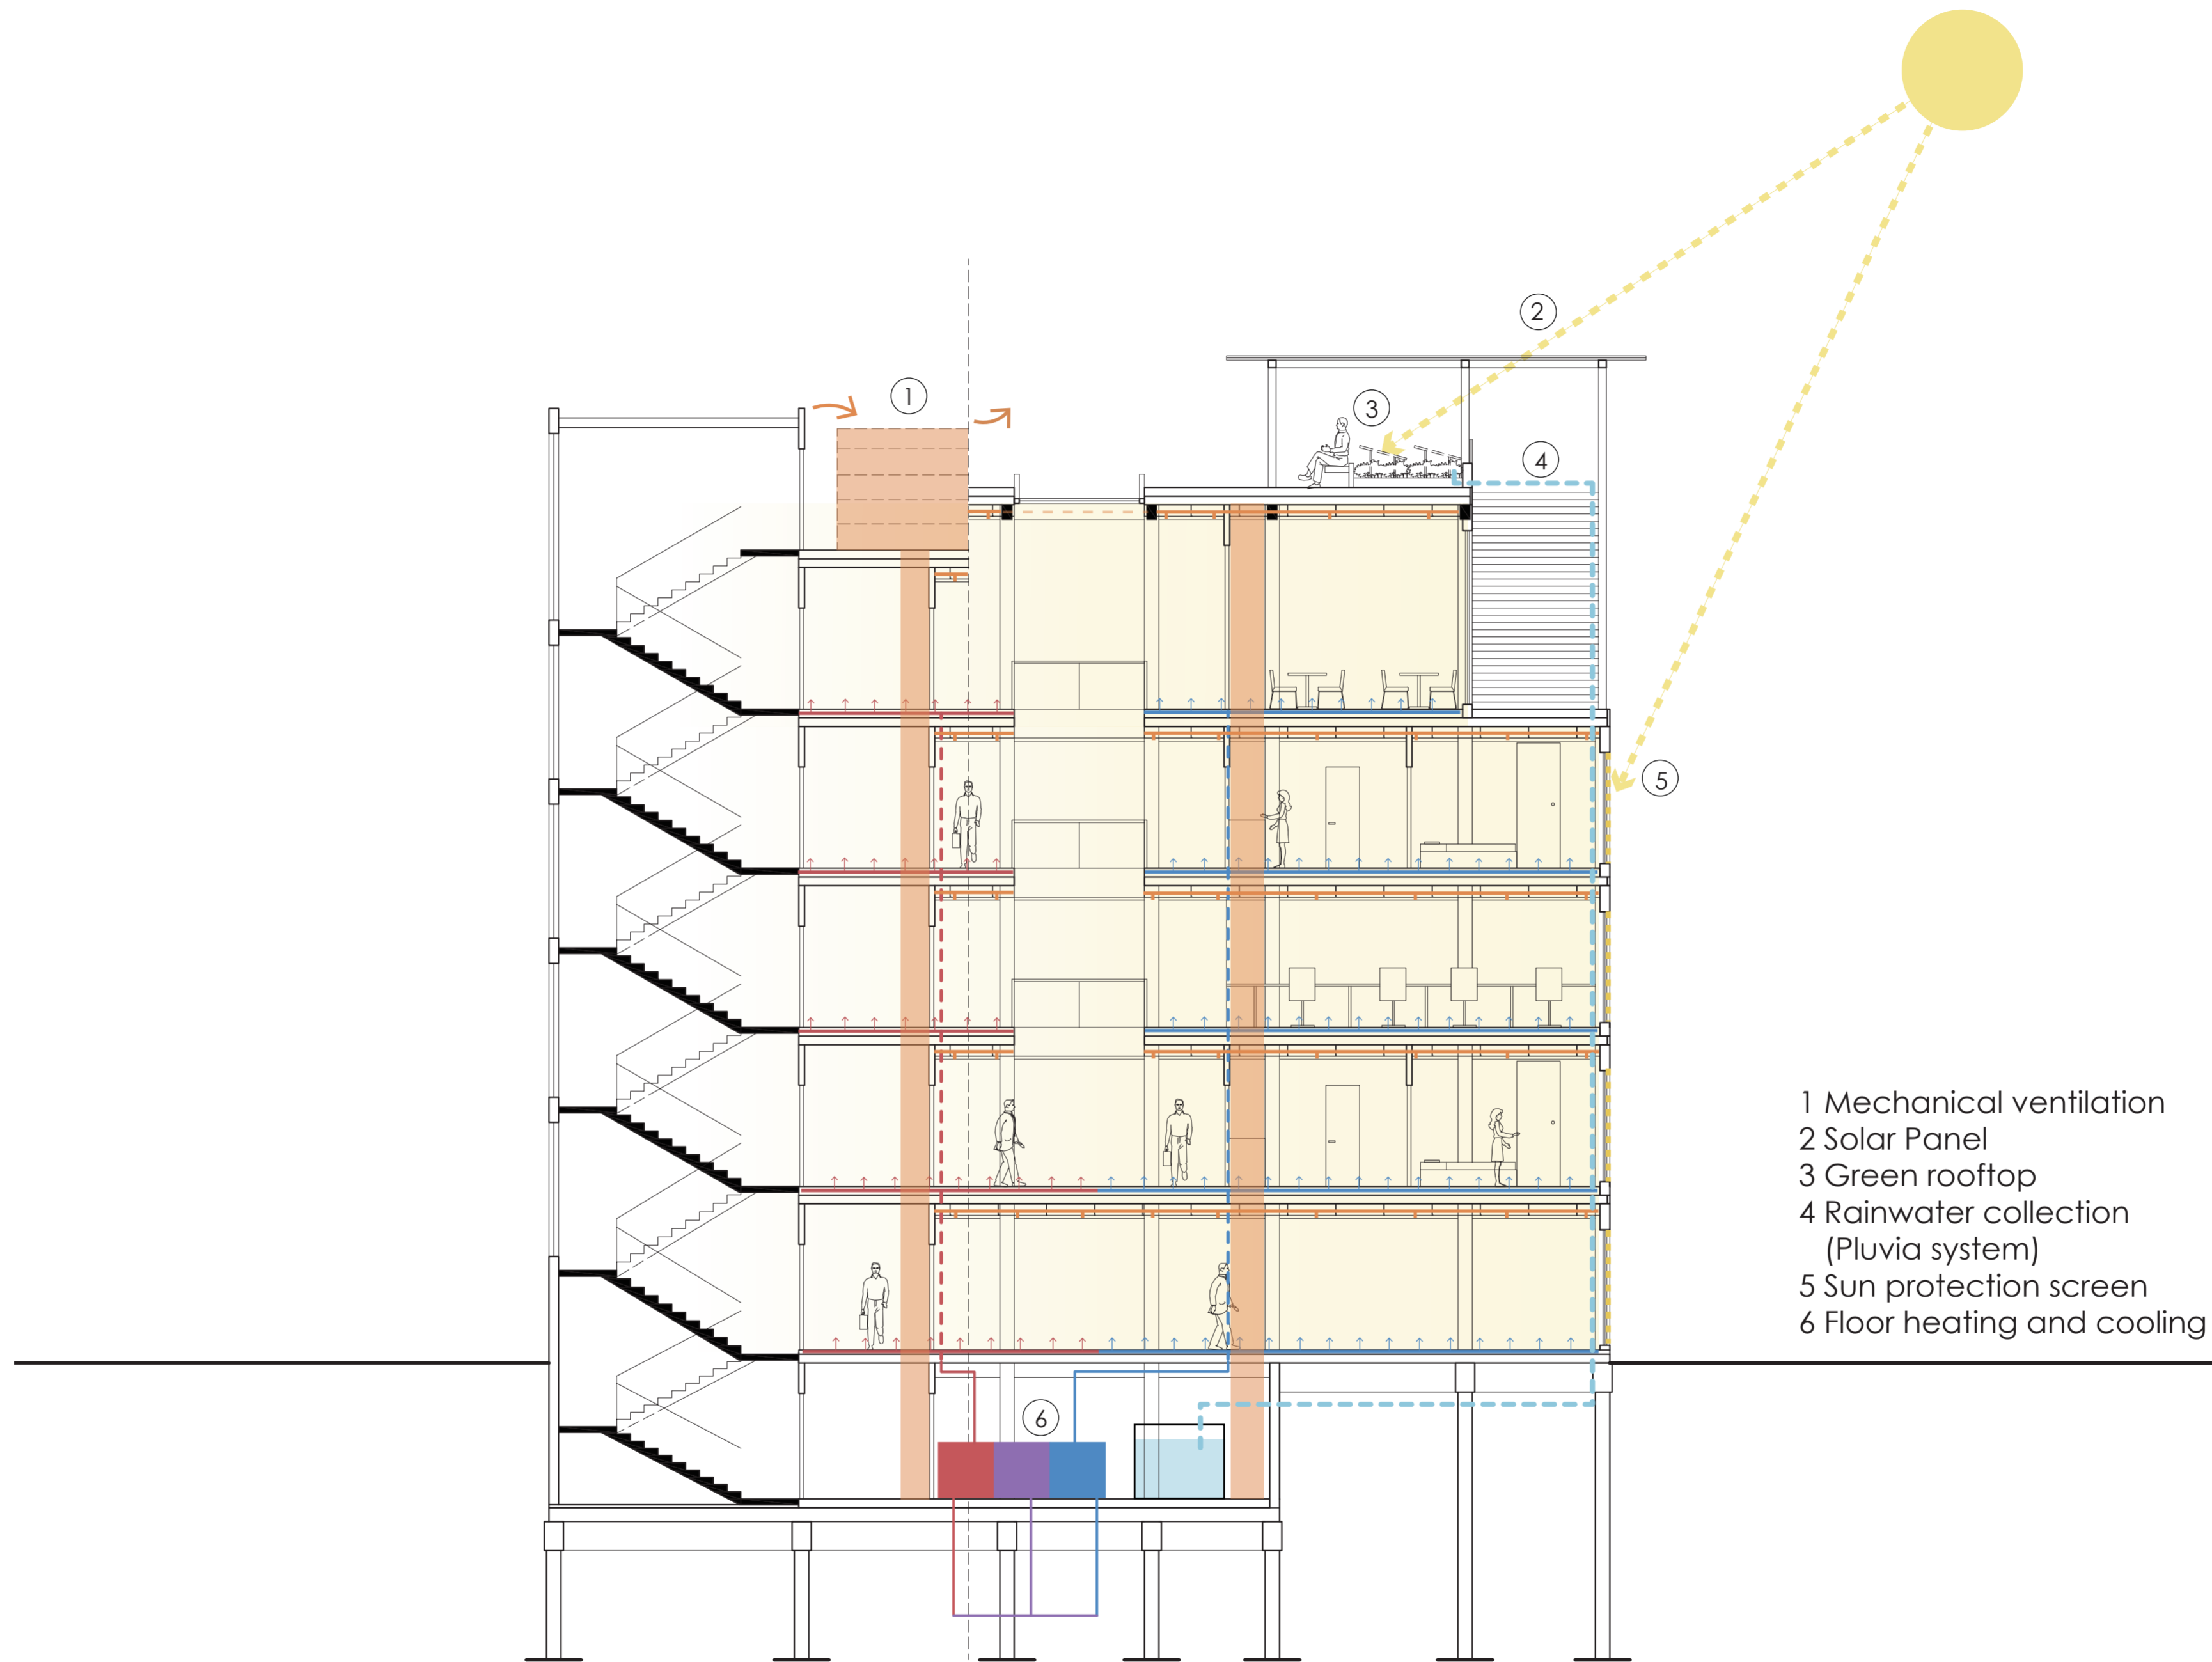 2
1
3
4
5
1 Mechanical ventilation
2 Solar Panel
3 Green rooftop
4 Rainwater collection
(Pluvia system)
5 Sun protection screen
6 Floor heating and cooling
6